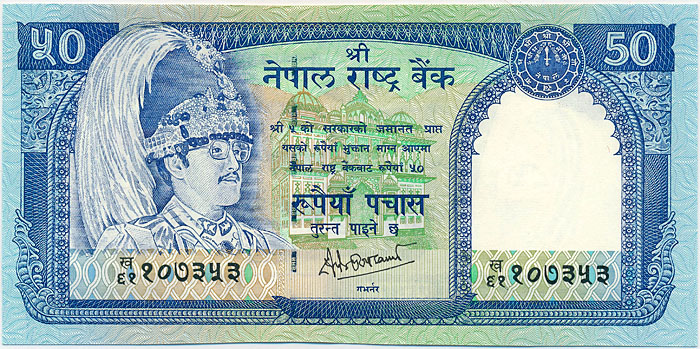 ५० 50
श्री
नेपाल राष्ट्र बैंक
श्री ५ को सरकारको जमानत प्राप्त
यसको रुपैयाँ भुक्तान माग्न आएमा
नेपाल राष्ट्र बैंकबाट रुपैयाँ ५०
रुपैयाँ पचास
तुरुन्त पाइने छ
गभर्नर
ख
६१ १०७३५३
ख
६१ १०७३५३